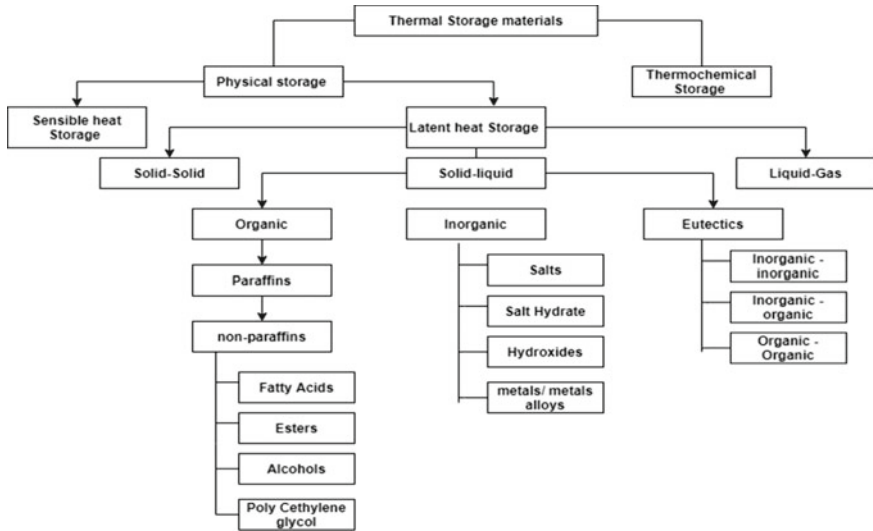 Thermal Storage materials
Physical storage
Thermochemical
Storage
Sensible heat
Storage
Latent heat Storage
Solid-Solid
Solid-liquid
Liquid-Gas
Organic
Inorganic
Eutectics
Paraffins
Salts
Inorganic -
inorganic
non-paraffins
Salt Hydrate
Inorganic -
organic
Hydroxides
Organic -
Organic
Fatty Acids
metals/ metals
alloys
Esters
Alcohols
Poly Cethylene
glycol